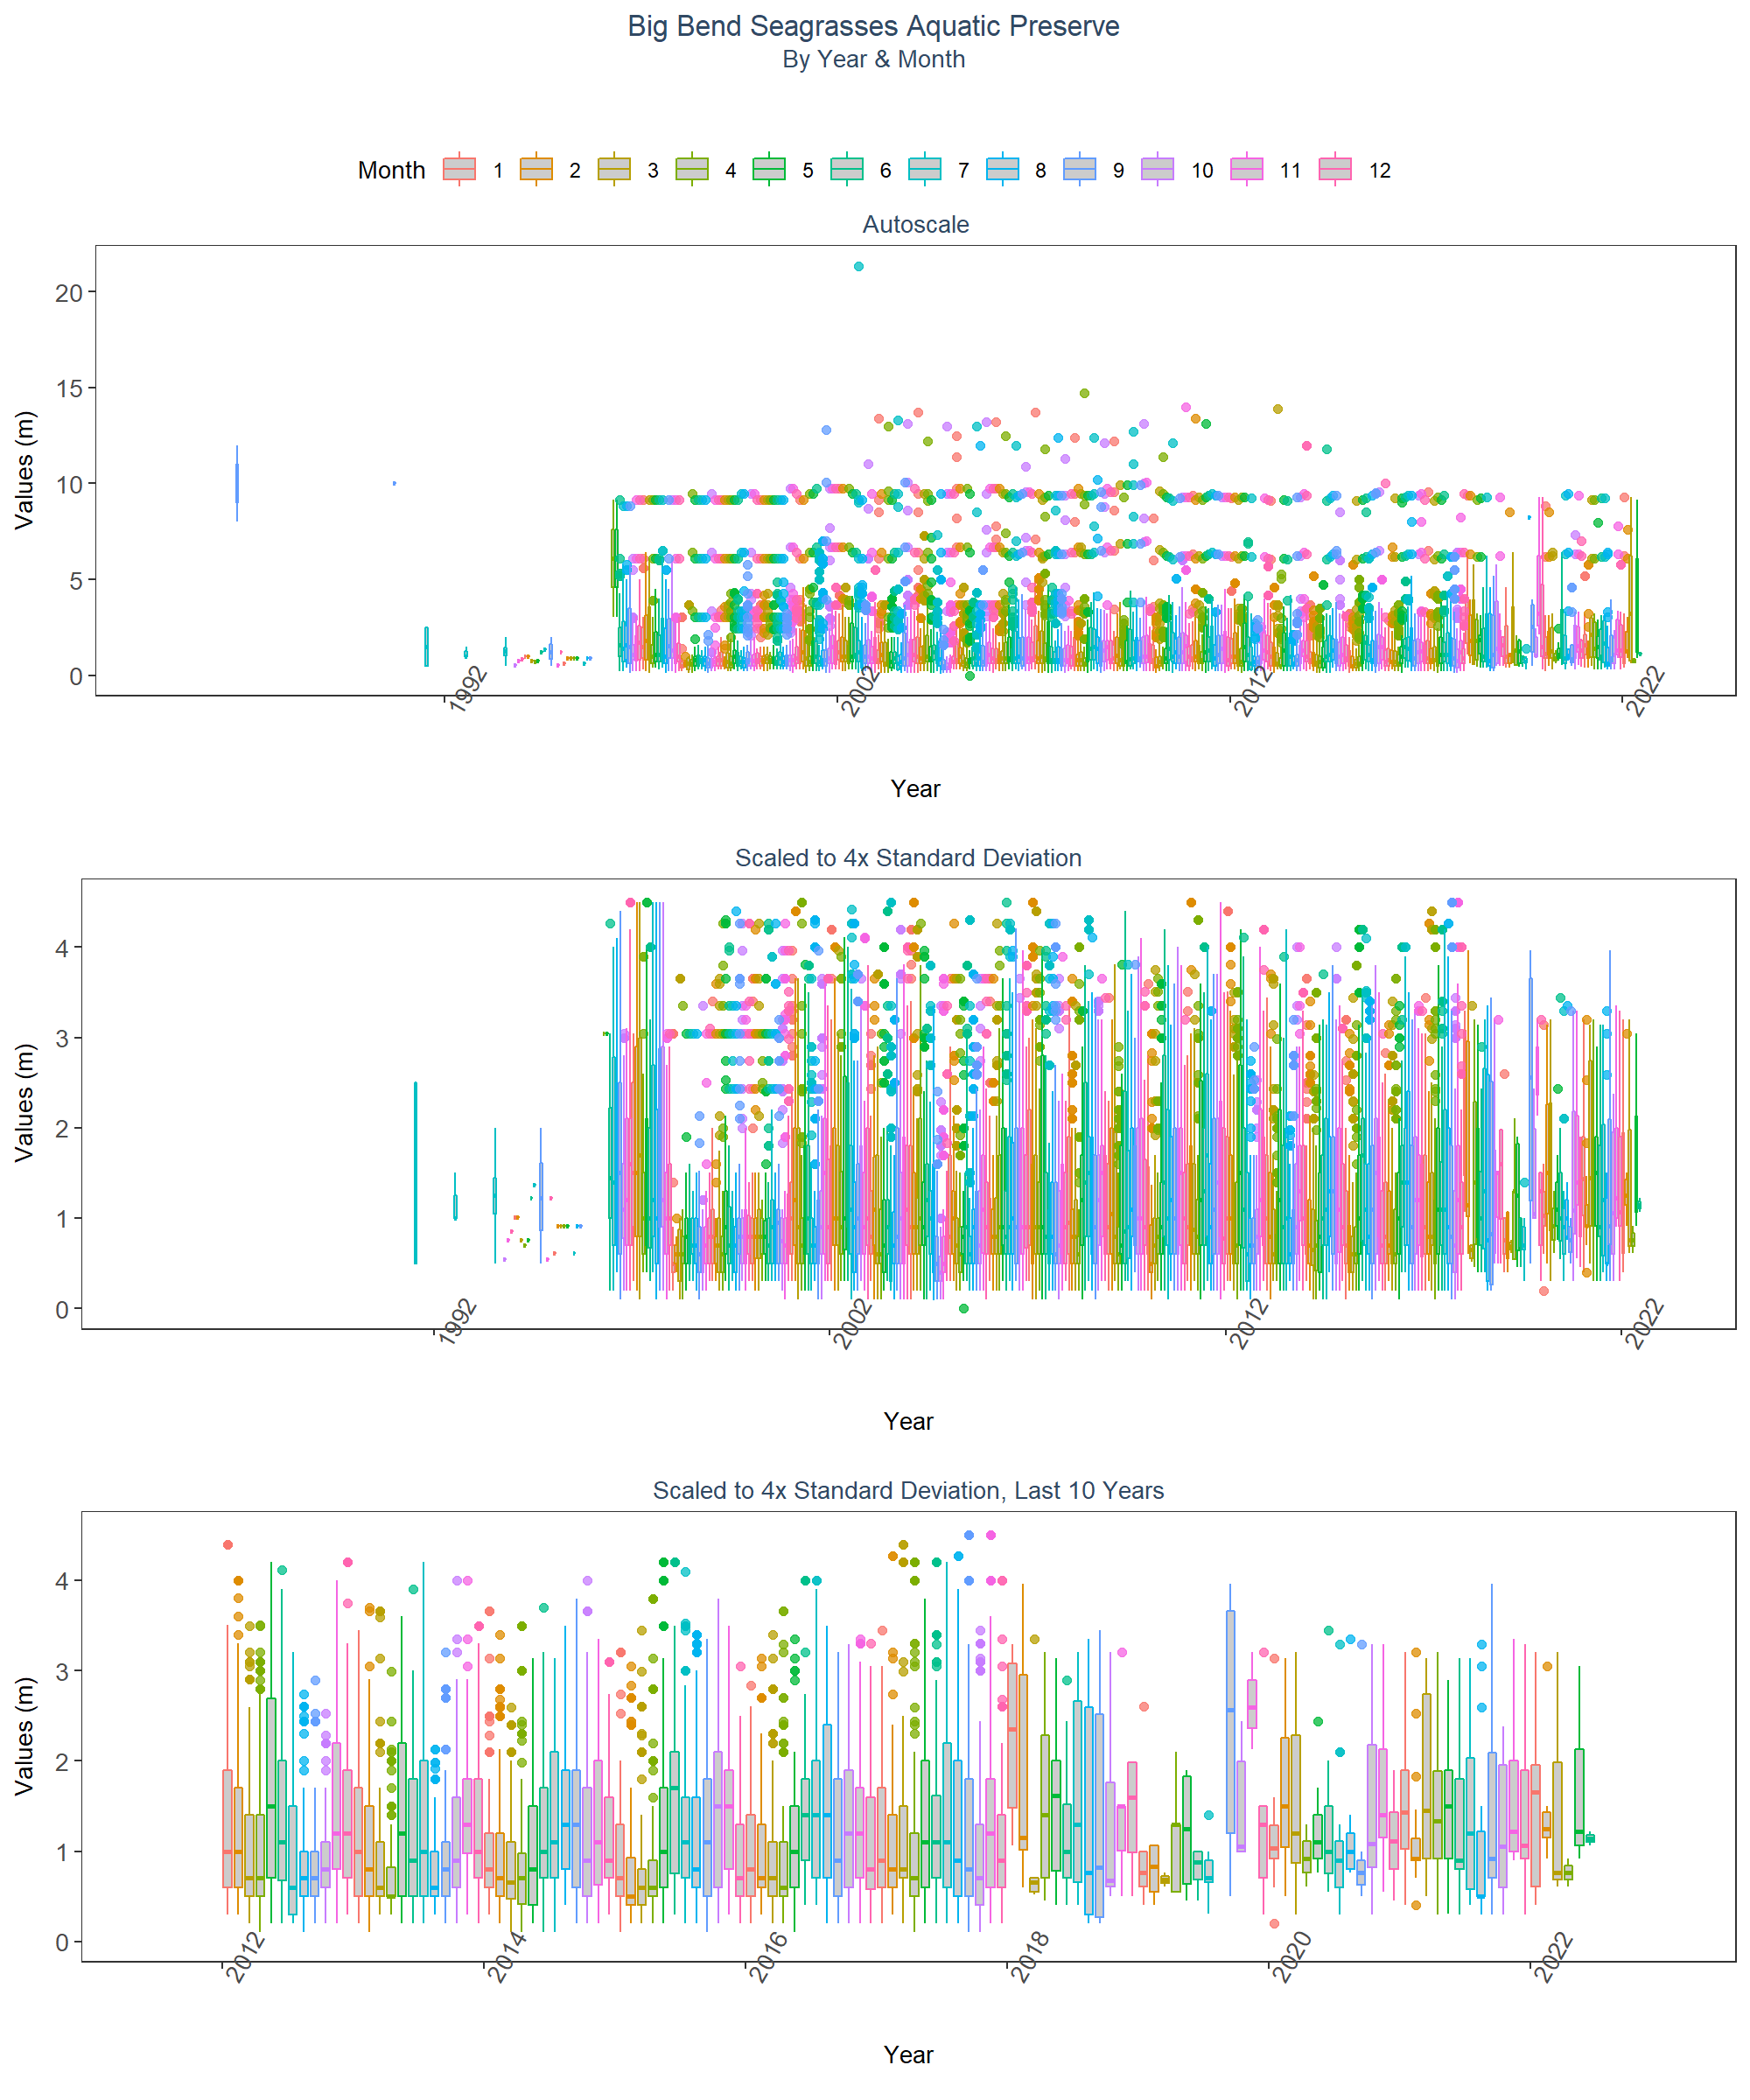 Big Bend Seagrasses Aquatic Preserve
By Year & Month
Month 1 2 3 4 5 6 7 8 9 10 11 12
Autoscale
Values (m)
20
15
10
5
0
1992 2002 2012 2022
Year
Scaled to 4x Standard Deviation
Values (m)
4
3
2
1
0
1992 2002 2012 2022
Year
Scaled to 4x Standard Deviation, Last 10 Years
Values (m)
4
3
2
1
0
2012 2014 2016 2018 2020 2022
Year